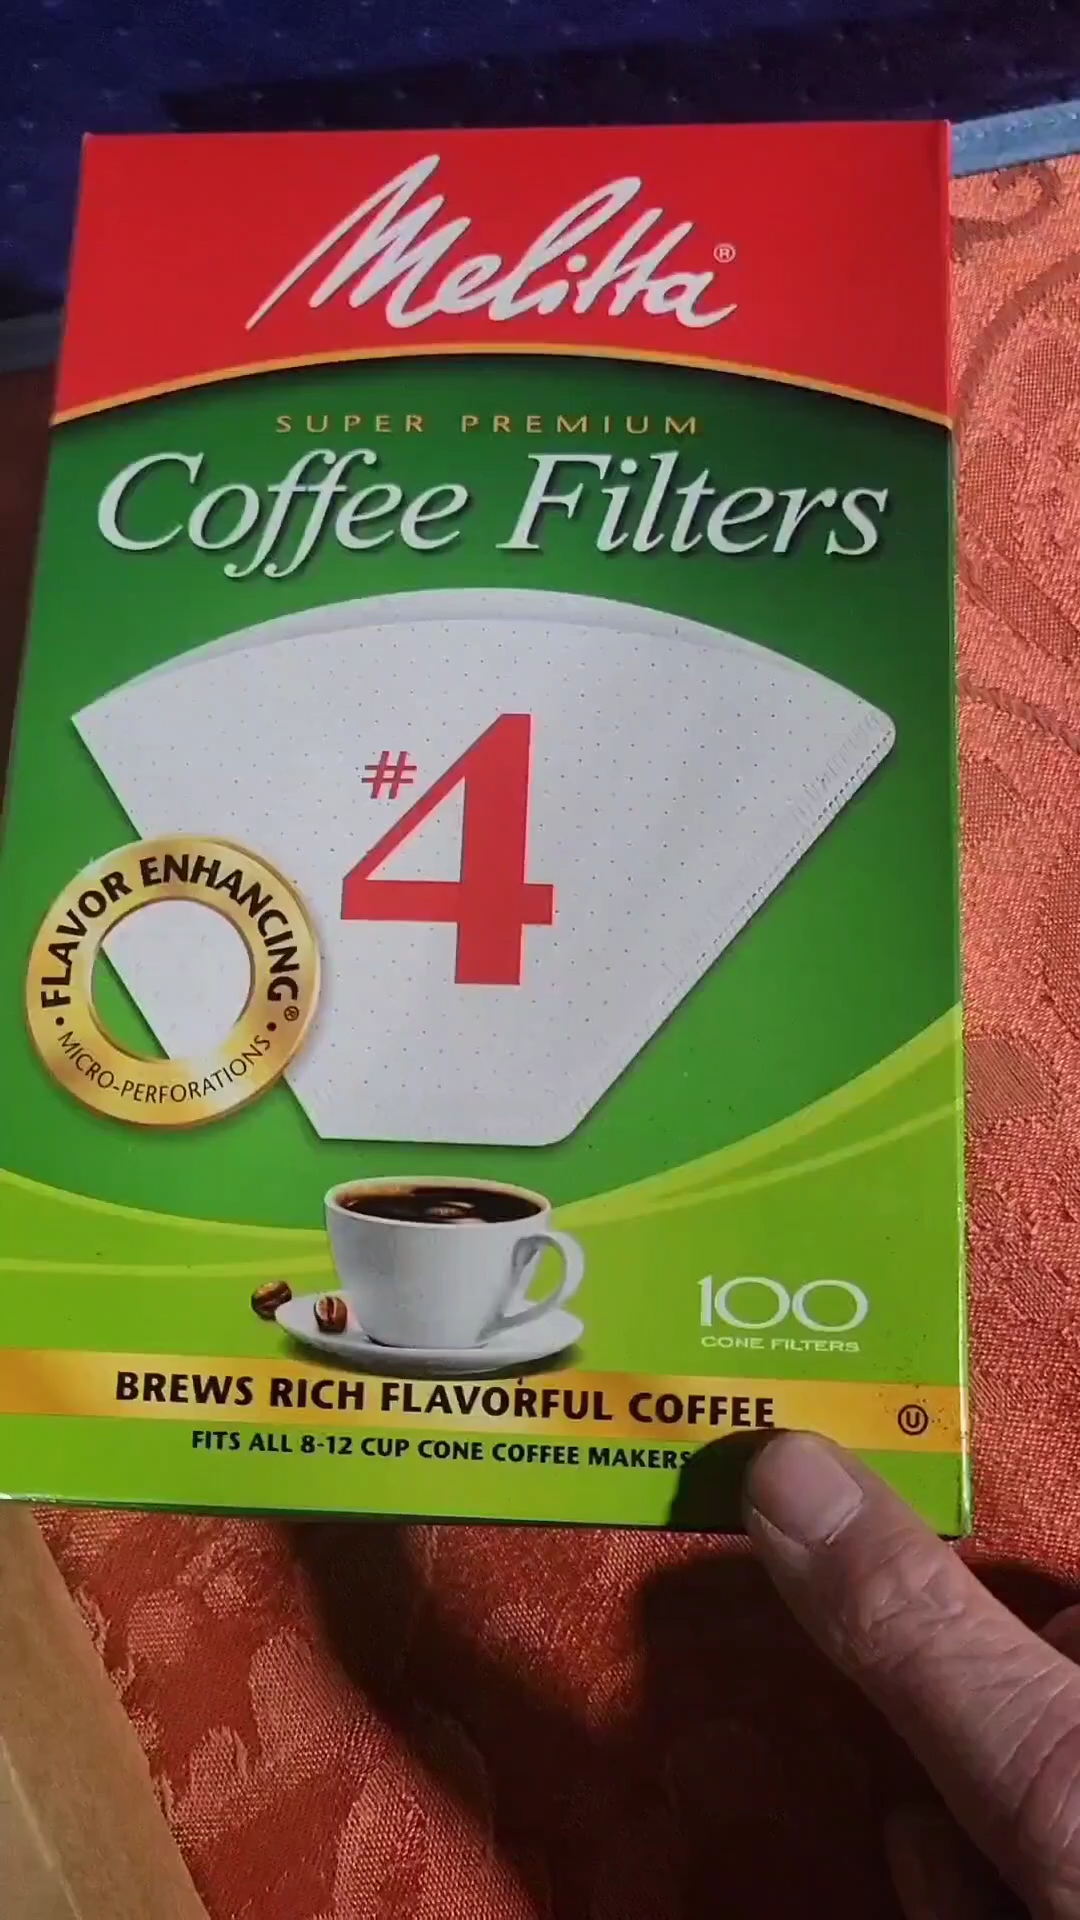 Melitta®
SUPER PREMIUM
Coffee Filters
#4
FLAVOR ENHANCING®
• MICRO-PERFORATIONS •
100
CONE FILTERS
BREWS RICH FLAVORFUL COFFEE
U
FITS ALL 8-12 CUP CONE COFFEE MAKERS